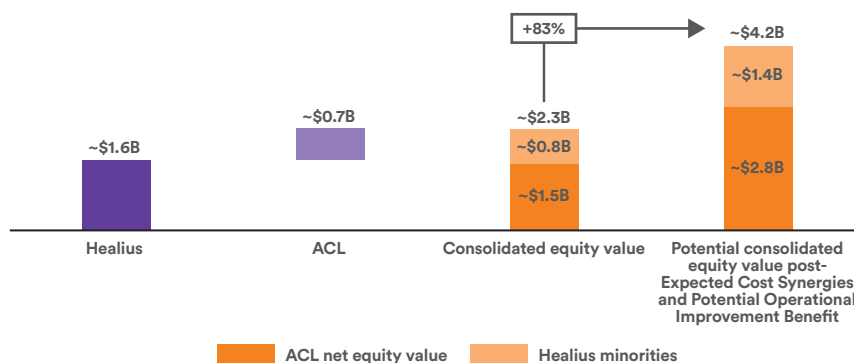 +83%
~$4.2B
~$1.4B
~$2.8B
~$2.3B
~$0.8B
~$1.5B
~$0.7B
~$1.6B
Healius
ACL
Consolidated equity value
Potential consolidated
equity value post-
Expected Cost Synergies
and Potential Operational
Improvement Benefit
ACL net equity value
Healius minorities